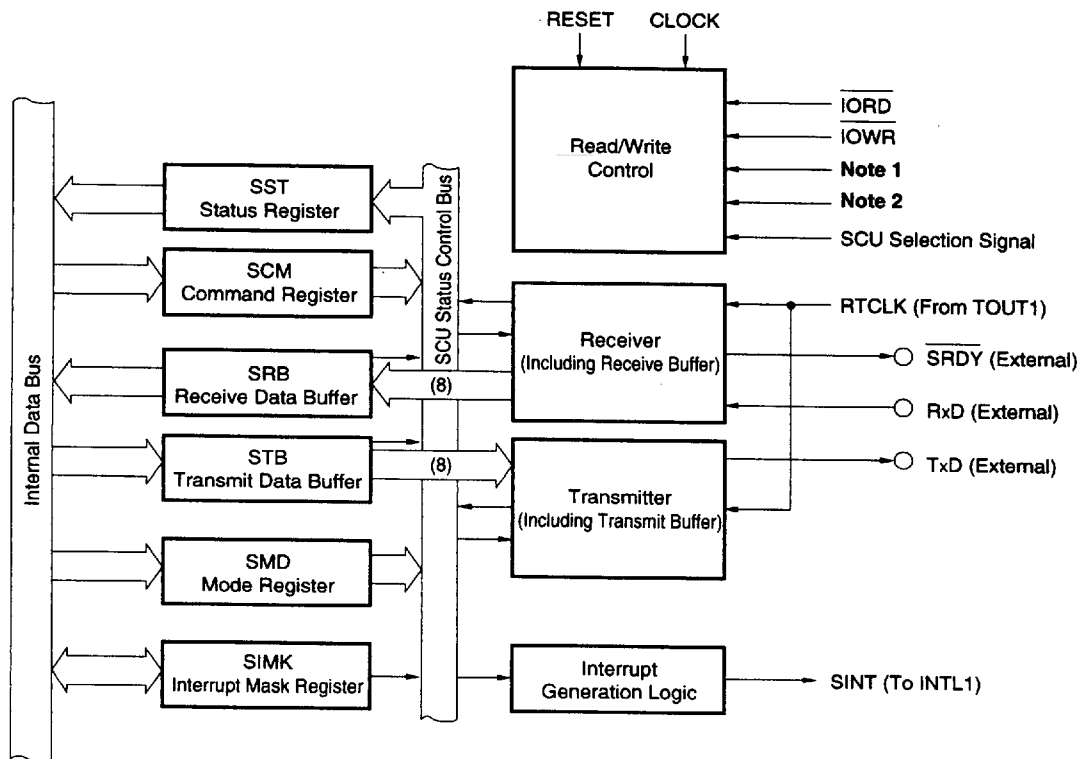 RESET
CLOCK
IORD
IOWR
Note 1
Note 2
SCU Selection Signal
Read/Write
Control
Internal Data Bus
SCU Status Control Bus
SST
Status Register
SCM
Command Register
SRB
Receive Data Buffer
(8)
STB
Transmit Data Buffer
(8)
SMD
Mode Register
SIMK
Interrupt Mask Register
Receiver
(Including Receive Buffer)
RTCLK (From TOUT1)
SRDY (External)
RxD (External)
Transmitter
(Including Transmit Buffer)
TxD (External)
Interrupt
Generation Logic
SINT (To INTL1)